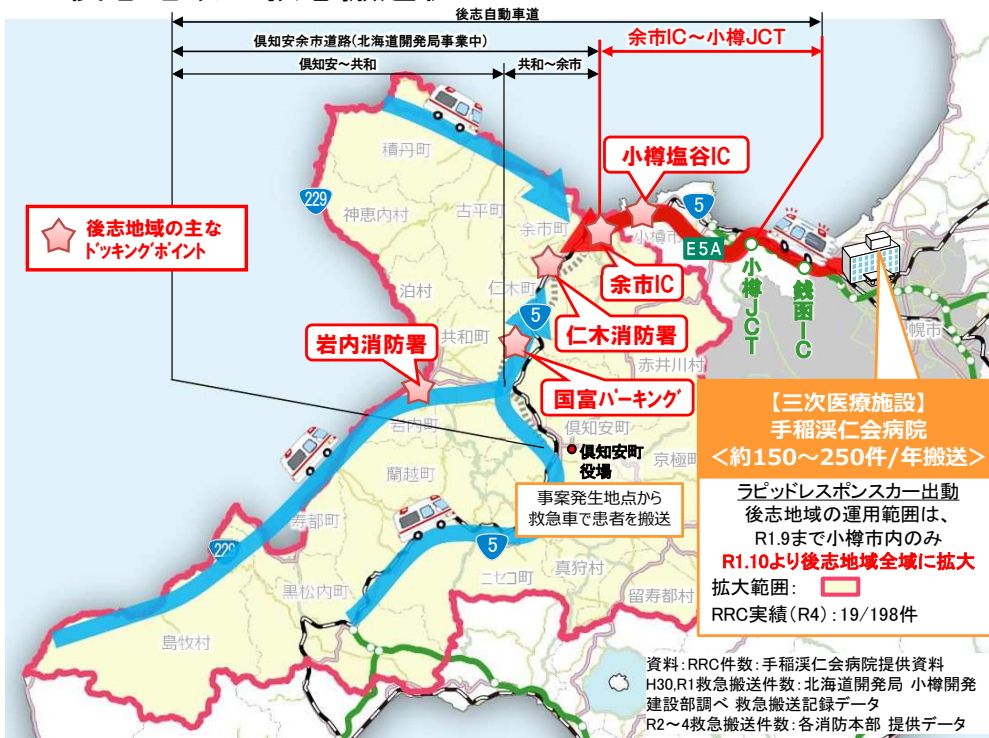 後志自動車道
倶知安余市道路(北海道開発局事業中)
余市IC～小樽JCT
倶知安～共和
共和～余市
小樽塩谷IC
積丹町
229
神恵内村
古平町
余市町
小樽市
5
E5A
後志地域の主な
ドッキングポイント
余市IC
小樽JCT
銭函IC
仁木町
泊村
5
仁木消防署
幌市
岩内消防署
共和町
赤井川村
国富パーキング
岩内町
倶知安町
倶知安町
役場
京極町
蘭越町
事案発生地点から
救急車で患者を搬送
寿都町
229
5
ニセコ町
真狩村
黒松内町
留寿都村
島牧村
【三次医療施設】
手稲渓仁会病院
＜約150～250件/年搬送＞
ラピッドレスポンスカー出動
後志地域の運用範囲は、
R1.9まで小樽市内のみ
R1.10より後志地域全域に拡大
拡大範囲:
RRC実績(R4):19/198件
資料:RRC件数:手稲渓仁会病院提供資料
H30,R1救急搬送件数:北海道開発局 小樽開発
建設部調べ 救急搬送記録データ
R2～4救急搬送件数:各消防本部 提供データ